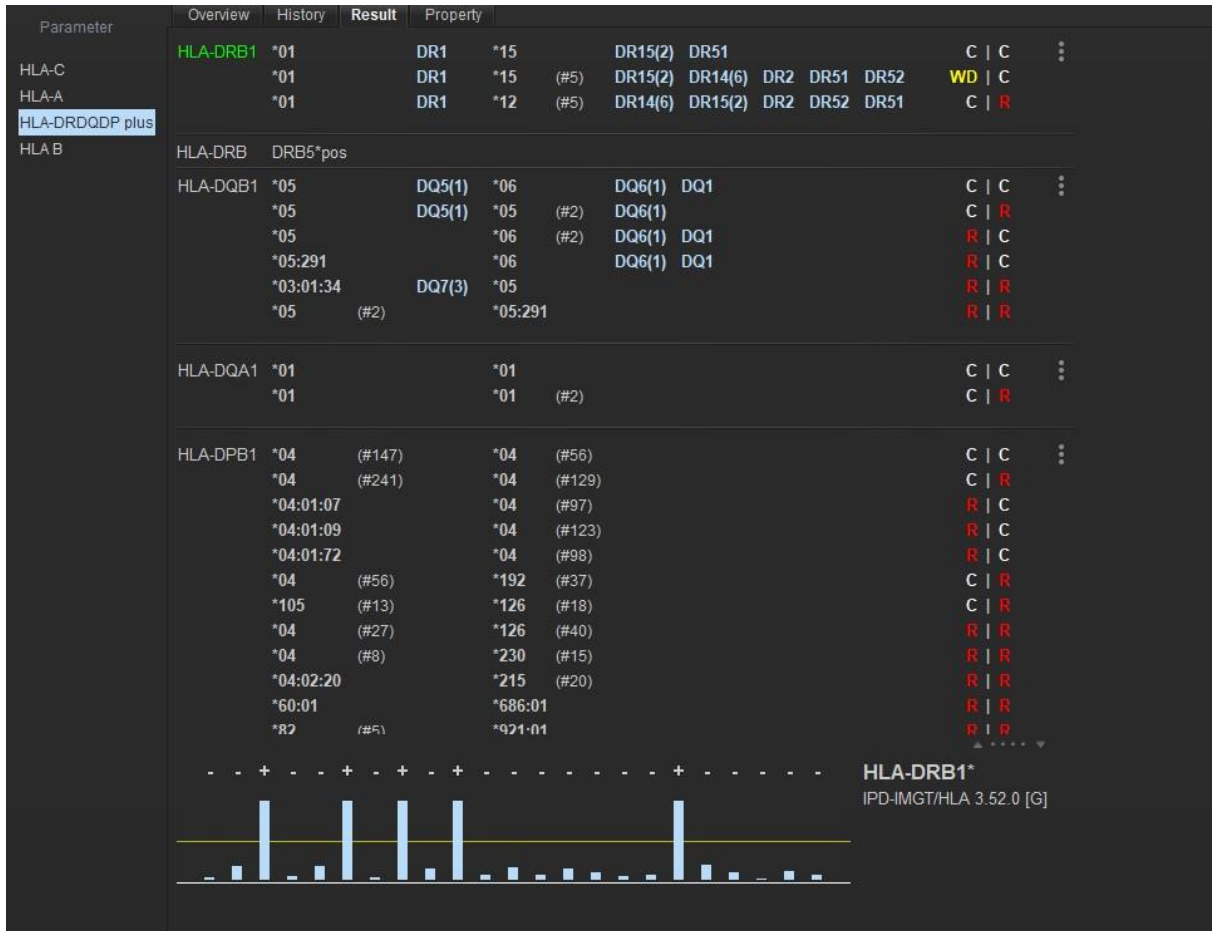 Parameter
Overview History Result Property
HLA-C
HLA-A
HLA-DRDQDP plus
HLA B
HLA-DRB1 *01 DR1 *15 DR15(2) DR51 C | C
*01 DR1 *15 (#5) DR15(2) DR14(6) DR2 DR51 DR52 WD | C
*01 DR1 *12 (#5) DR14(6) DR15(2) DR2 DR52 DR51 C | R
HLA-DRB DRB5*pos
HLA-DQB1 *05 DQ5(1) *06 DQ6(1) DQ1 C | C
*05 DQ5(1) *05 (#2) DQ6(1) C | R
*05 *06 (#2) DQ6(1) DQ1 R | C
*05:291 *06 DQ6(1) DQ1 R | C
*03:01:34 DQ7(3) *05 R | R
*05 (#2) *05:291 R | R
HLA-DQA1 *01 *01 C | C
*01 *01 (#2) C | R
HLA-DPB1 *04 (#147) *04 (#56) C | C
*04 (#241) *04 (#129) C | R
*04:01:07 *04 (#97) R | C
*04:01:09 *04 (#123) R | C
*04:01:72 *04 (#98) R | C
*04 (#56) *192 (#37) C | R
*105 (#13) *126 (#18) C | R
*04 (#27) *126 (#40) R | R
*04 (#8) *230 (#15) R | R
*04:02:20 *215 (#20) R | R
*60:01 *686:01 R | R
*82 (#5) *921:01 R | R
- - + - - + - + - + - - - - - - - + - - - - -
HLA-DRB1*
IPD-IMGT/HLA 3.52.0 [G]